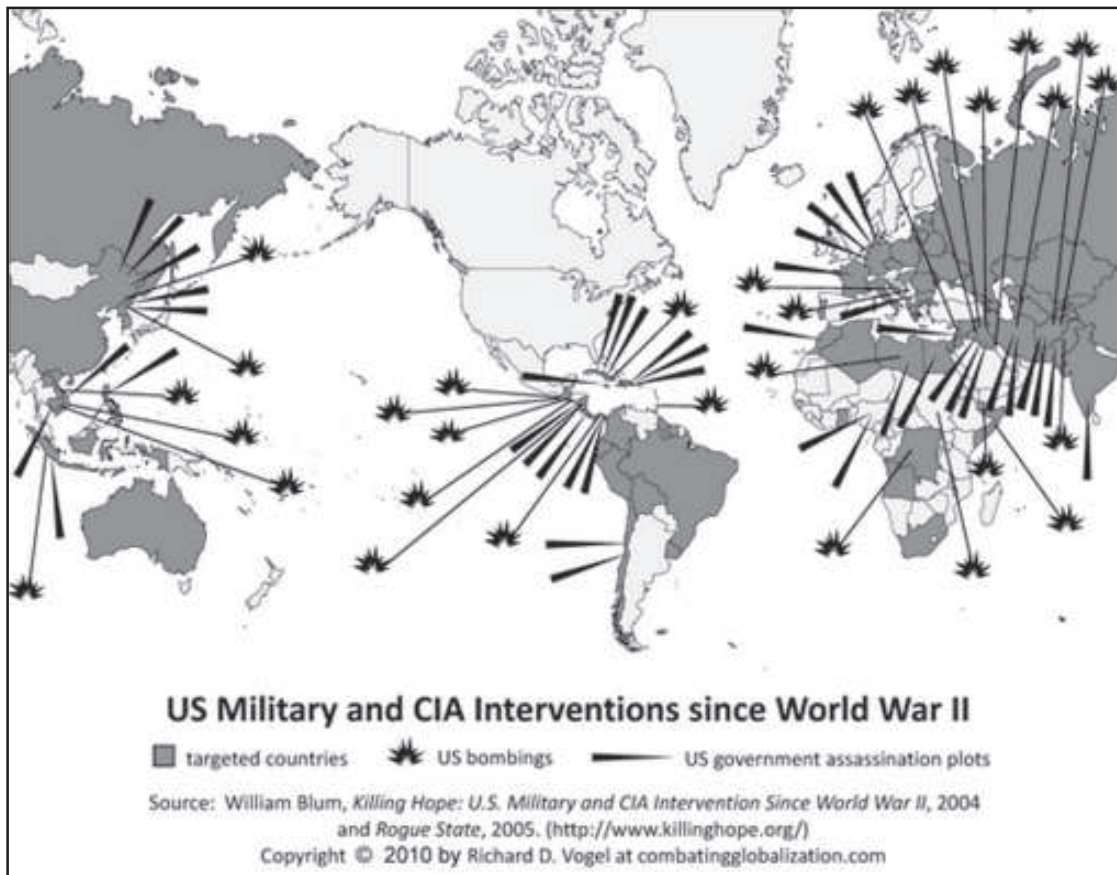 US Military and CIA Interventions since World War II
targeted countries US bombings US government assassination plots
Source: William Blum, Killing Hope: U.S. Military and CIA Intervention Since World War II, 2004
and Rogue State, 2005. (http://www.killinghope.org/)
Copyright © 2010 by Richard D. Vogel at combatingglobalization.com